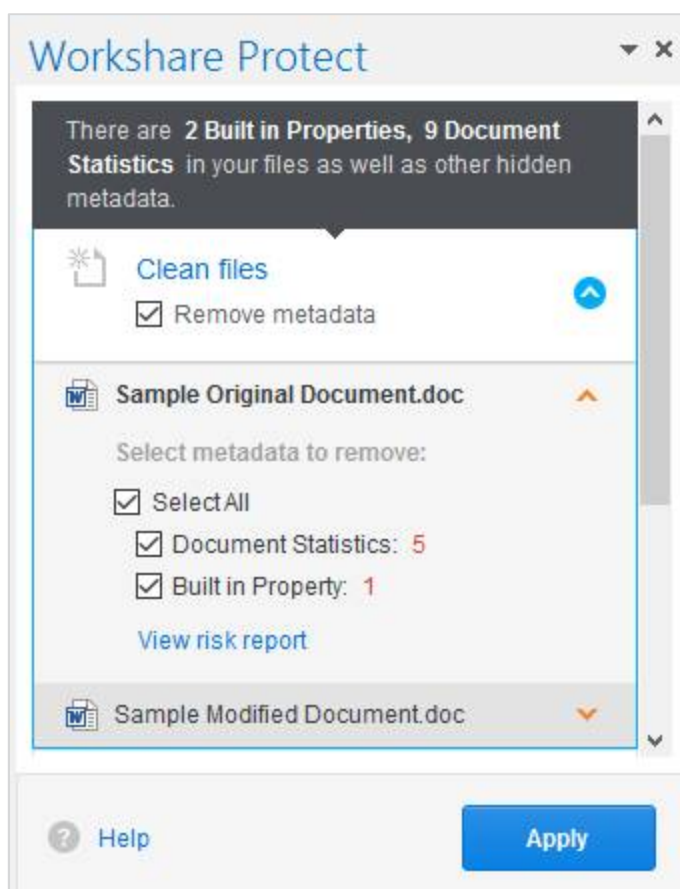 Workshare Protect
There are 2 Built in Properties, 9 Document
Statistics in your files as well as other hidden
metadata.
Clean files
Remove metadata
Sample Original Document.doc
Select metadata to remove:
Select All
Document Statistics: 5
Built in Property: 1
View risk report
Sample Modified Document.doc
? Help
Apply